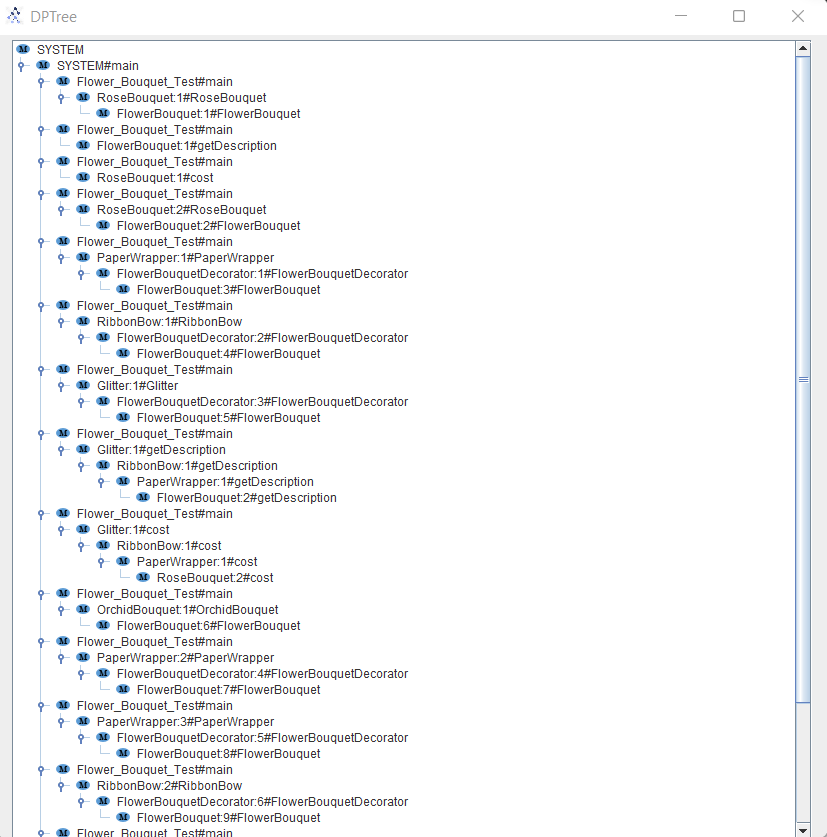 DPTree
SYSTEM
SYSTEM#main
Flower_Bouquet_Test#main
RoseBouquet:1#RoseBouquet
FlowerBouquet:1#FlowerBouquet
Flower_Bouquet_Test#main
FlowerBouquet:1#getDescription
Flower_Bouquet_Test#main
RoseBouquet:1#cost
Flower_Bouquet_Test#main
RoseBouquet:2#RoseBouquet
FlowerBouquet:2#FlowerBouquet
Flower_Bouquet_Test#main
PaperWrapper:1#PaperWrapper
FlowerBouquetDecorator:1#FlowerBouquetDecorator
FlowerBouquet:3#FlowerBouquet
Flower_Bouquet_Test#main
RibbonBow:1#RibbonBow
FlowerBouquetDecorator:2#FlowerBouquetDecorator
FlowerBouquet:4#FlowerBouquet
Flower_Bouquet_Test#main
Glitter:1#Glitter
FlowerBouquetDecorator:3#FlowerBouquetDecorator
FlowerBouquet:5#FlowerBouquet
Flower_Bouquet_Test#main
Glitter:1#getDescription
RibbonBow:1#getDescription
PaperWrapper:1#getDescription
FlowerBouquet:2#getDescription
Flower_Bouquet_Test#main
Glitter:1#cost
RibbonBow:1#cost
PaperWrapper:1#cost
RoseBouquet:2#cost
Flower_Bouquet_Test#main
OrchidBouquet:1#OrchidBouquet
FlowerBouquet:6#FlowerBouquet
Flower_Bouquet_Test#main
PaperWrapper:2#PaperWrapper
FlowerBouquetDecorator:4#FlowerBouquetDecorator
FlowerBouquet:7#FlowerBouquet
Flower_Bouquet_Test#main
PaperWrapper:3#PaperWrapper
FlowerBouquetDecorator:5#FlowerBouquetDecorator
FlowerBouquet:8#FlowerBouquet
Flower_Bouquet_Test#main
RibbonBow:2#RibbonBow
FlowerBouquetDecorator:6#FlowerBouquetDecorator
FlowerBouquet:9#FlowerBouquet
Flower_Bouquet_Test#main